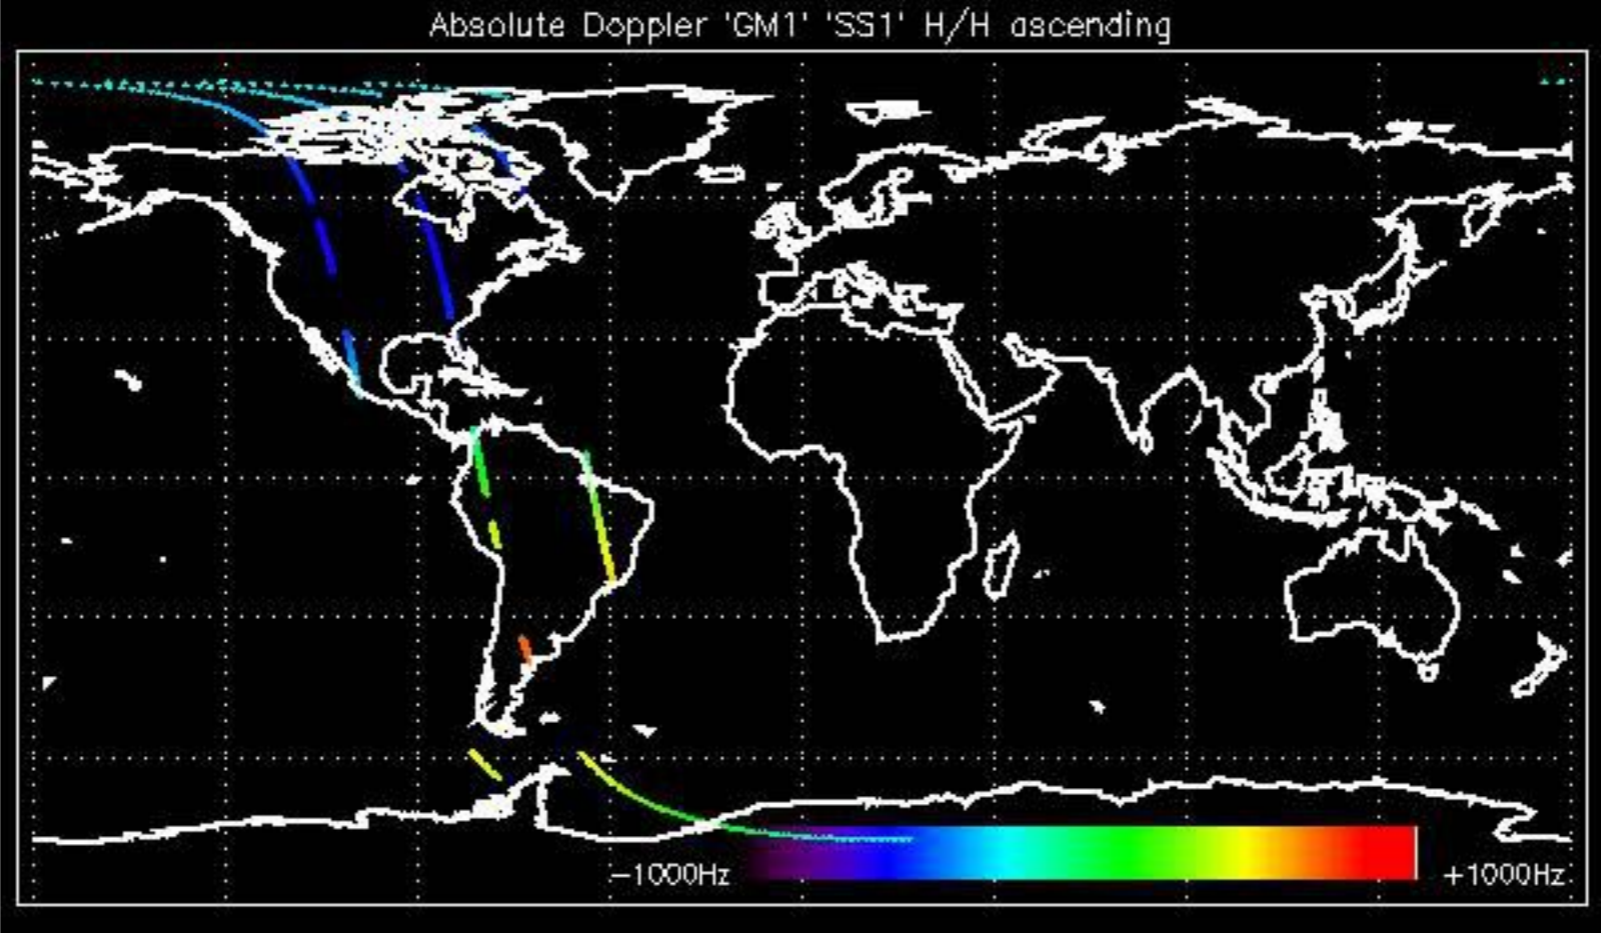 Absolute Doppler 'GM1' 'SS1' H/H ascending
−1000Hz +1000Hz